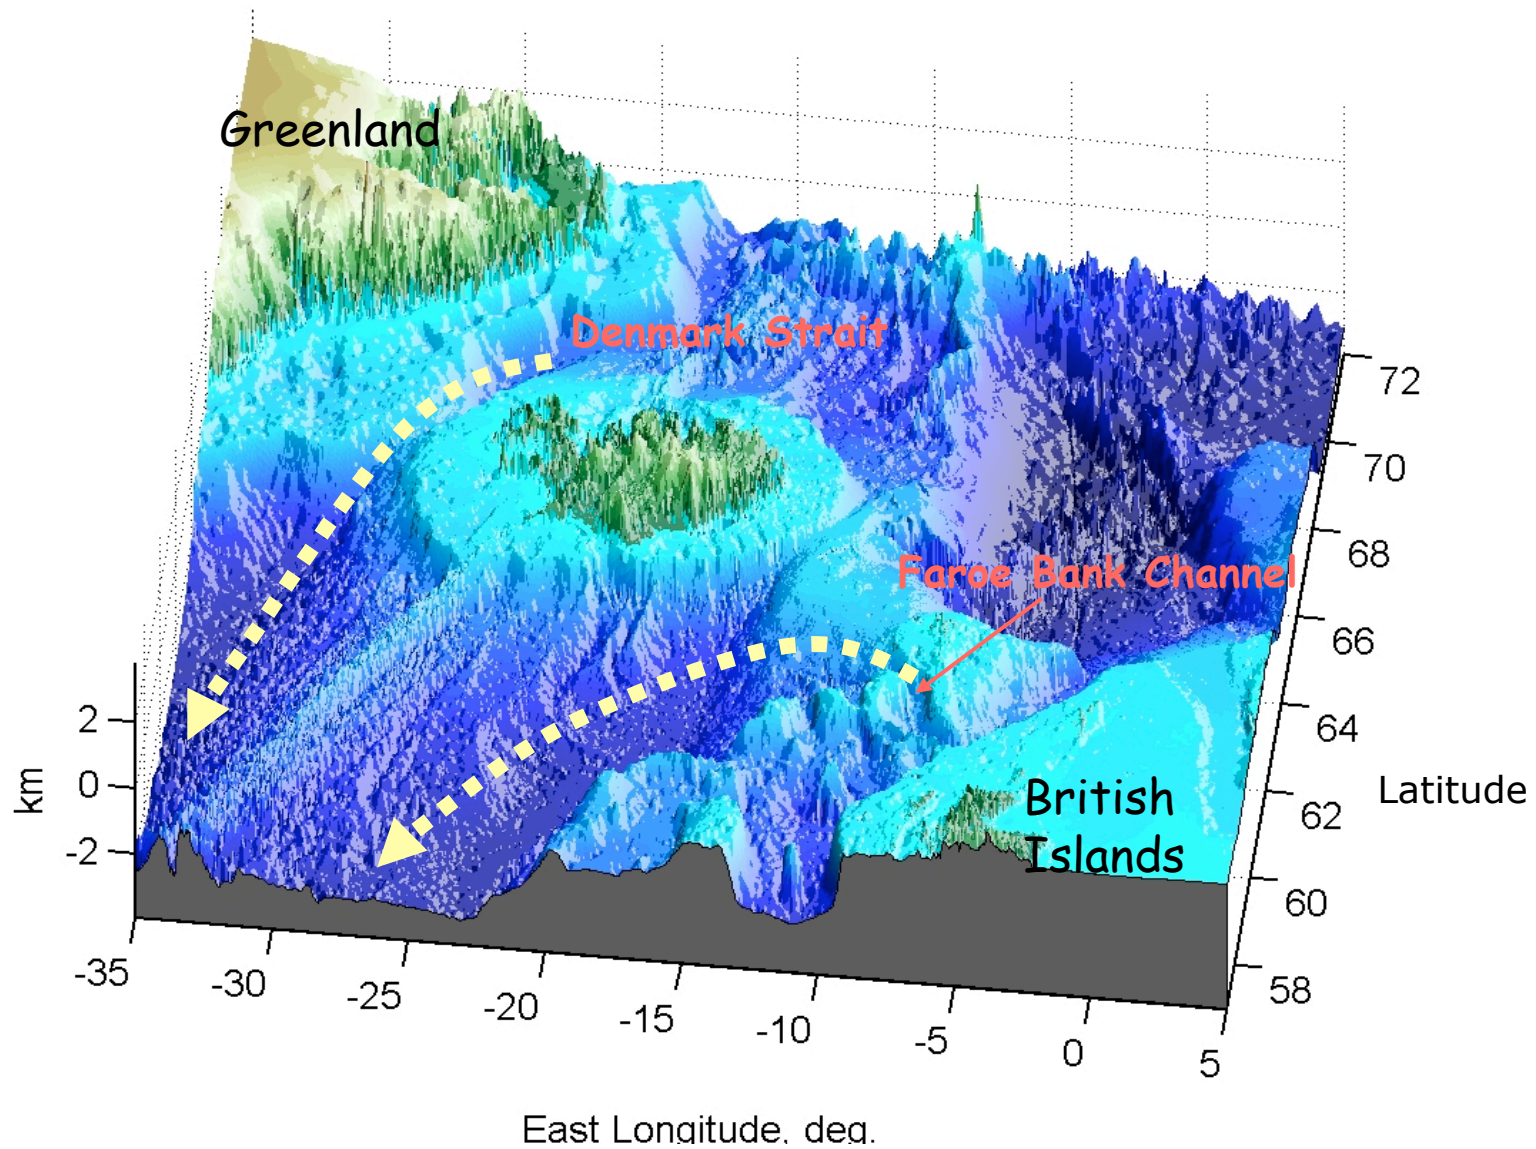 Greenland
Denmark Strait
Faroe Bank Channel
British
Islands
72
70
68
66
64
62
60
58
Latitude
2
0
-2
km
-35
-30
-25
-20
-15
-10
-5
0
5
East Longitude, deg.